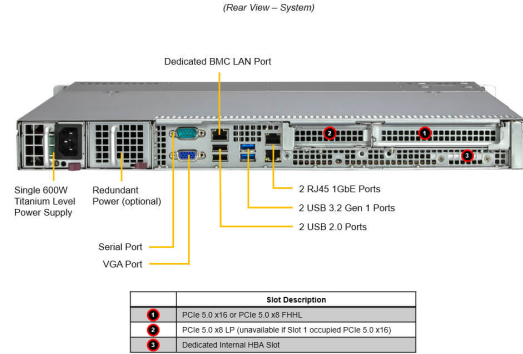 (Rear View – System)
Dedicated BMC LAN Port
2
1
3
Single 600W
Titanium Level
Power Supply
Redundant
Power (optional)
2 RJ45 1GbE Ports
2 USB 3.2 Gen 1 Ports
2 USB 2.0 Ports
Serial Port
VGA Port
Slot Description
1 PCIe 5.0 x16 or PCIe 5.0 x8 FHHL
2 PCIe 5.0 x8 LP (unavailable if Slot 1 occupied PCIe 5.0 x16)
3 Dedicated Internal HBA Slot